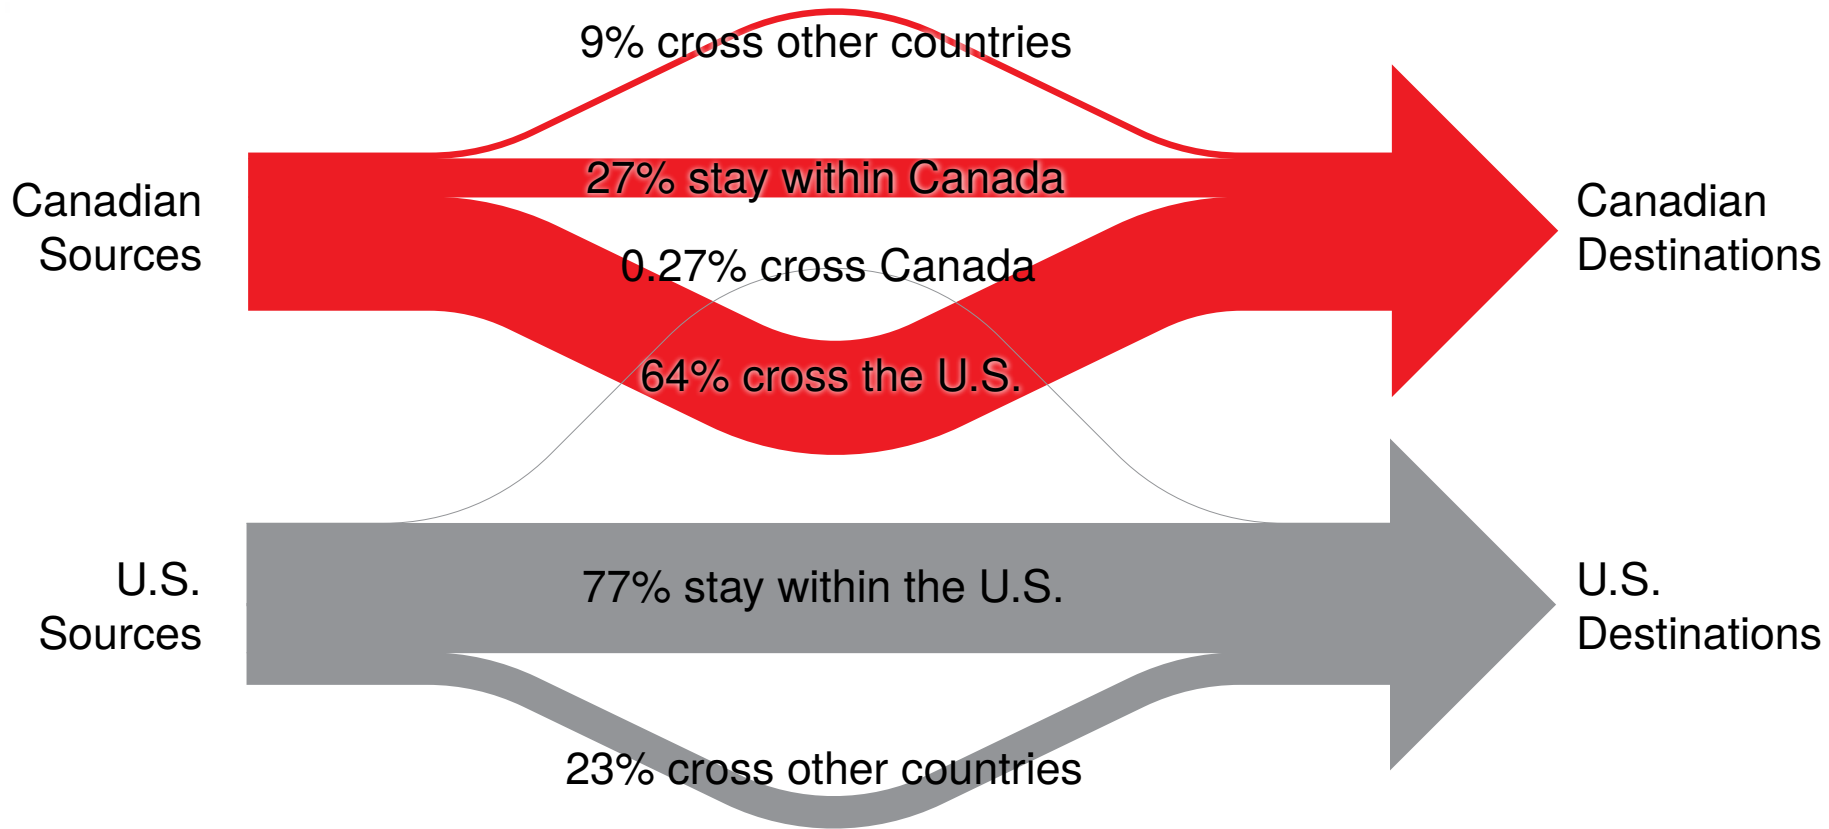 9% cross other countries
27% stay within Canada
Canadian
Sources
Canadian
Destinations
0.27% cross Canada
64% cross the U.S.
U.S.
Sources
77% stay within the U.S.
U.S.
Destinations
23% cross other countries